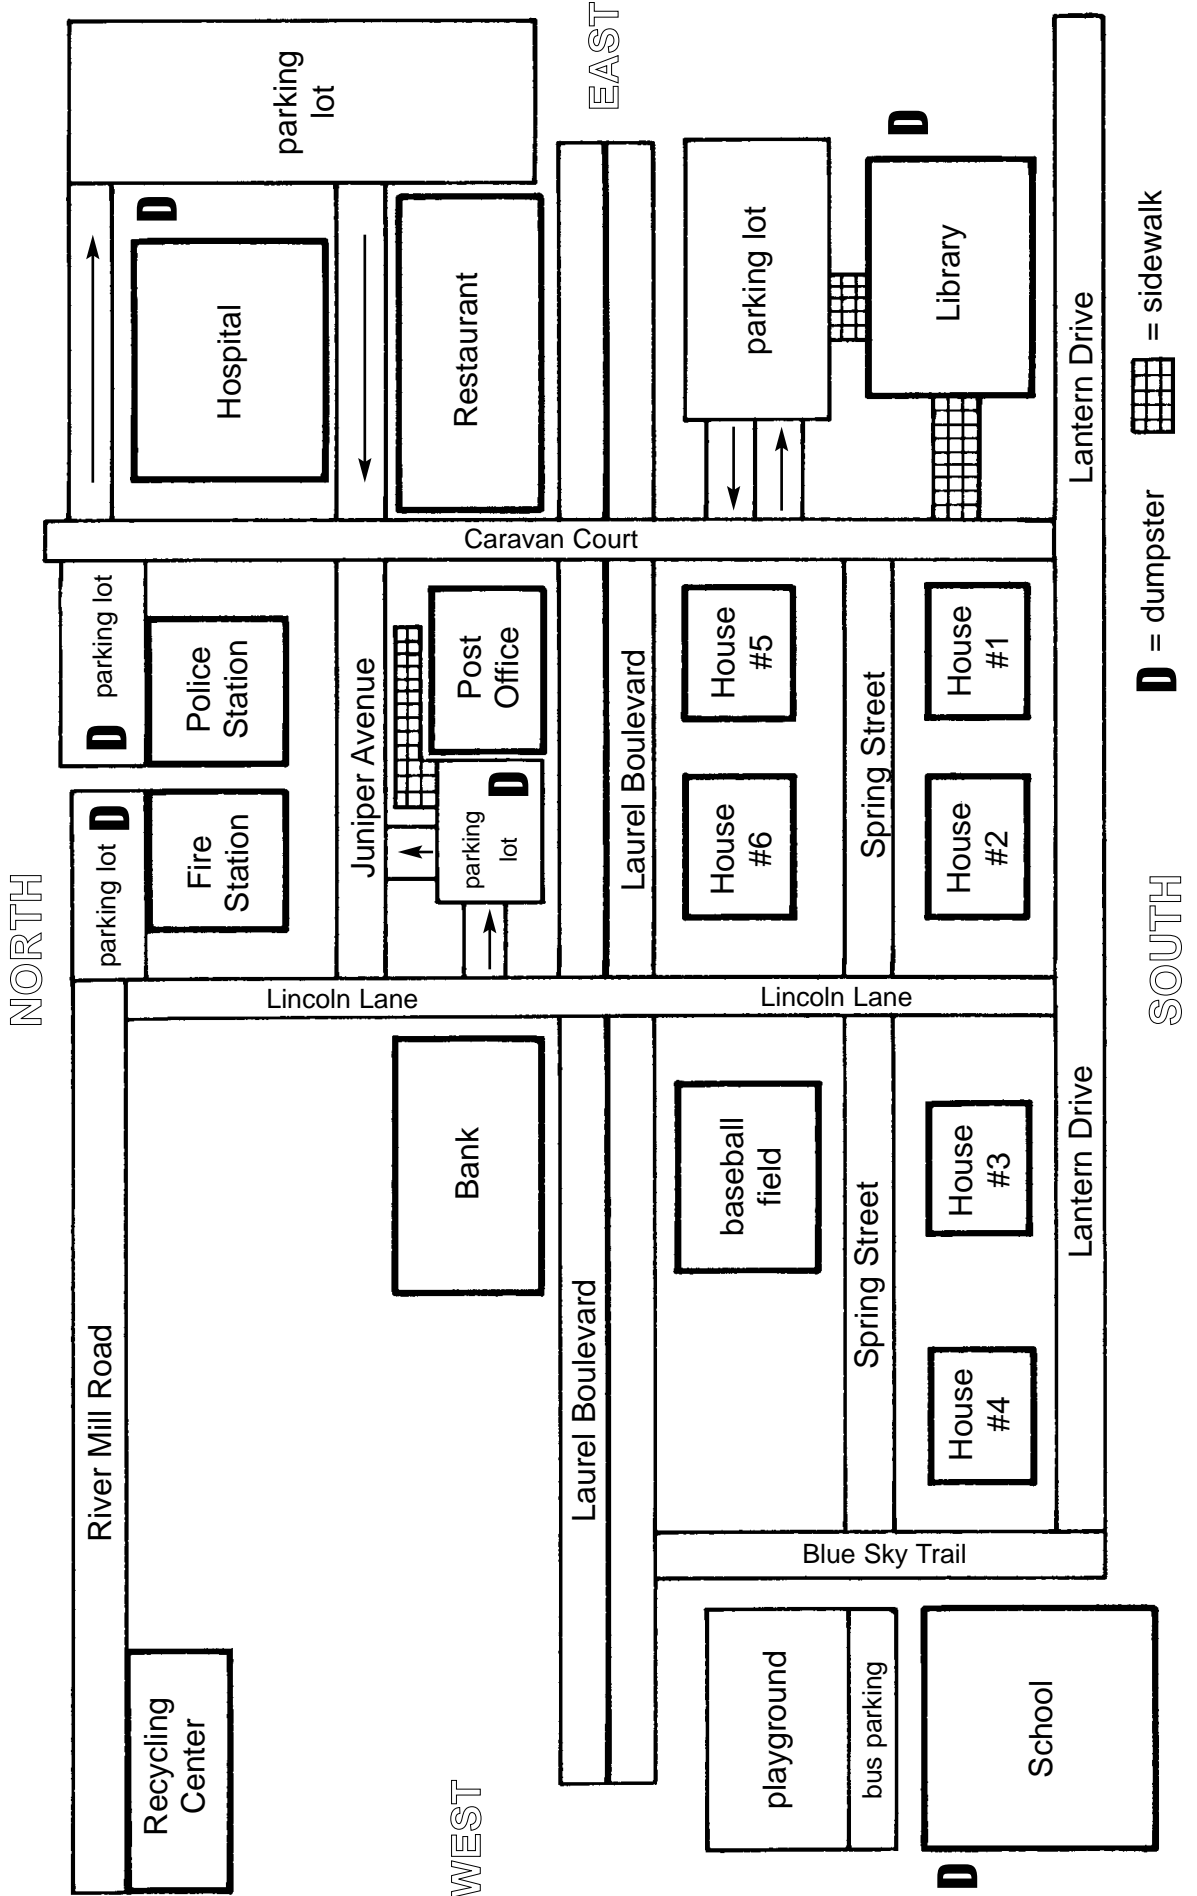 NORTH
River Mill Road
Recycling
Center
parking lot
D
Fire
Station
parking lot
D
Police
Station
Hospital
D
parking
lot
Juniper Avenue
Lincoln Lane
Bank
parking
lot
D
Post
Office
Restaurant
WEST
EAST
Laurel Boulevard
Laurel Boulevard
Caravan Court
Lincoln Lane
playground
bus parking
baseball
field
House
#6
House
#5
parking lot
Spring Street
Spring Street
Blue Sky Trail
D
School
House
#4
House
#3
House
#2
House
#1
Library
D
Lantern Drive
Lantern Drive
SOUTH
D = dumpster
= sidewalk